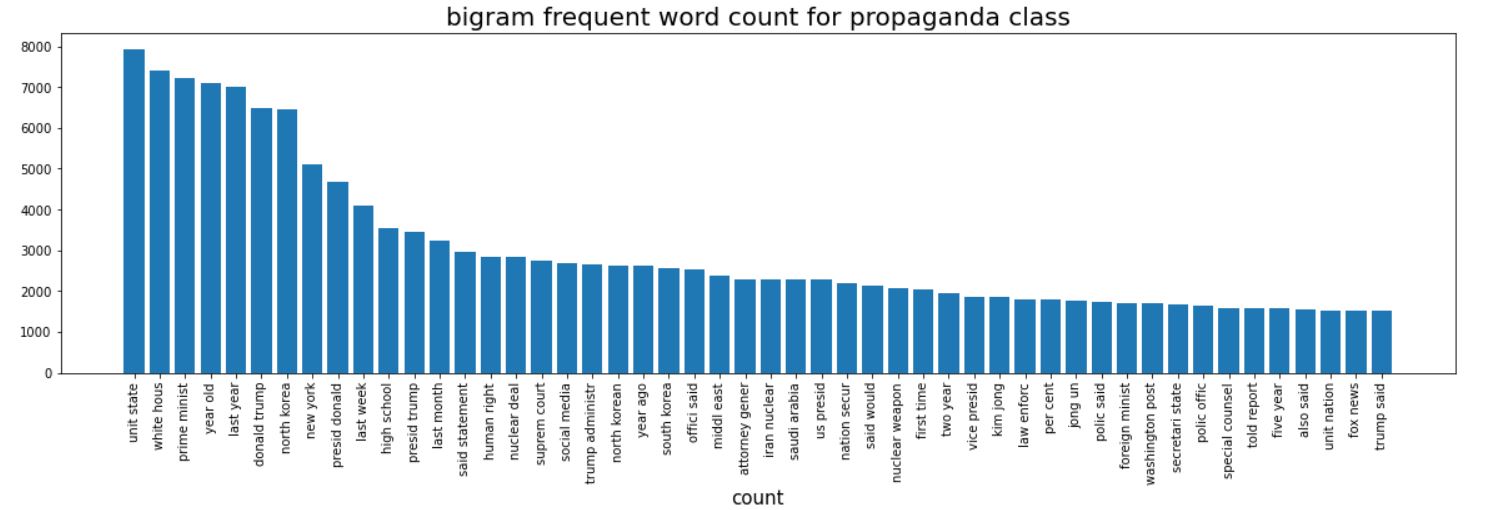 bigram frequent word count for propaganda class
8000
7000
6000
5000
4000
3000
2000
1000
0
unit state
white hous
prime minist
year old
last year
donald trump
north korea
new york
presid donald
last week
high school
presid trump
last month
said statement
human right
nuclear deal
suprem court
social media
trump administr
north korean
year ago
south korea
offici said
middl east
attorney gener
iran nuclear
saudi arabia
us presid
nation secur
said would
nuclear weapon
first time
two year
vice presid
kim jong
law enforc
per cent
jong un
polic said
foreign minist
washington post
secretari state
polic offic
special counsel
told report
five year
also said
unit nation
fox news
trump said
count